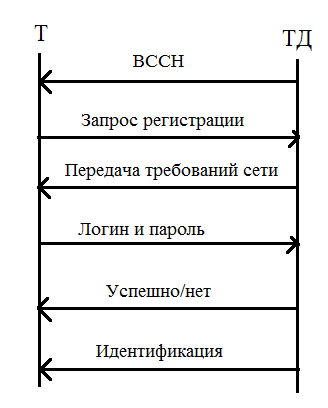 Т
ТД
ВССН
Запрос регистрации
Передача требований сети
Логин и пароль
Успешно/нет
Идентификация